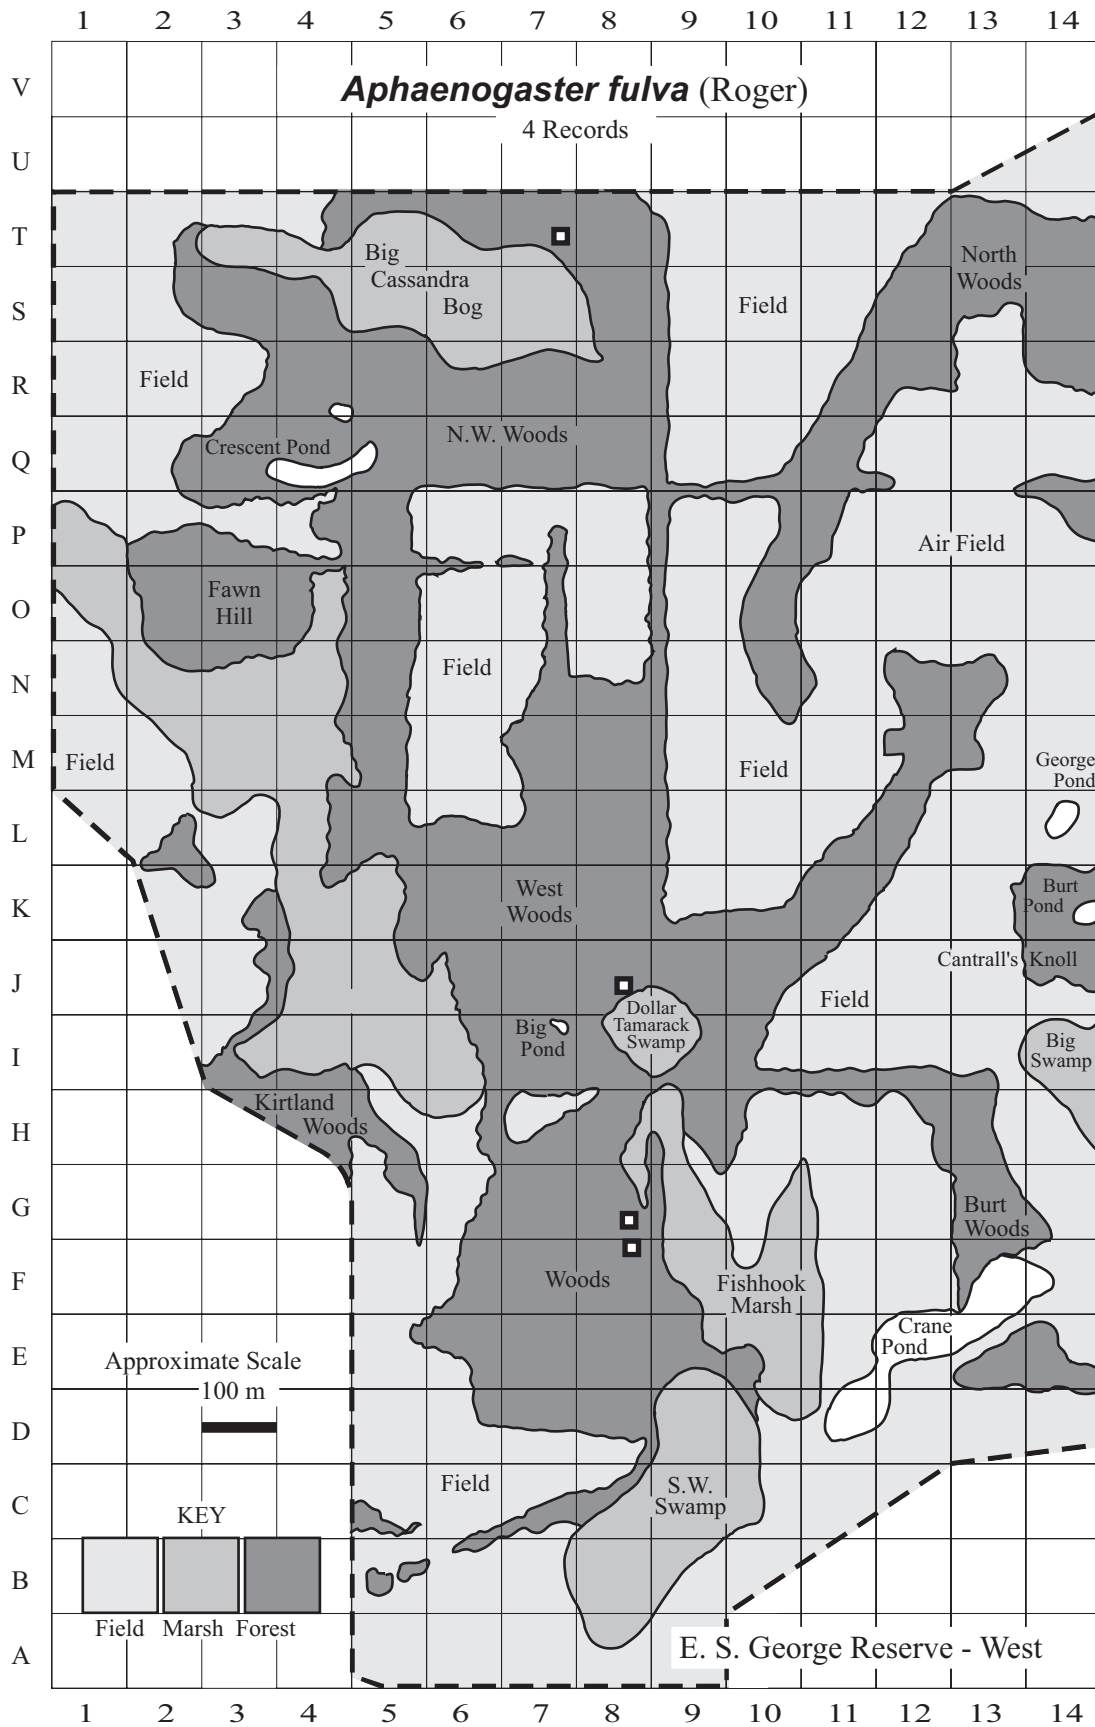 1 2 3 4 5 6 7 8 9 10 11 12 13 14
V
Aphaenogaster fulva (Roger)
4 Records
U
T
Big
Cassandra
Bog
North
Woods
S
Field
R
Field
N.W. Woods
Crescent Pond
Q
P
Air Field
O
Fawn
Hill
N
Field
M
Field
Field
George
Pond
L
K
West
Woods
Burt
Pond
J
Cantrall's Knoll
Field
Dollar
Tamarack
Swamp
Big
Pond
I
Big
Swamp
Kirtland
Woods
H
G
Burt
Woods
F
Woods
Fishhook
Marsh
E
Crane
Pond
Approximate Scale
100 m
D
Field
S.W.
Swamp
C
KEY
B
Field Marsh Forest
A
E. S. George Reserve - West
1 2 3 4 5 6 7 8 9 10 11 12 13 14